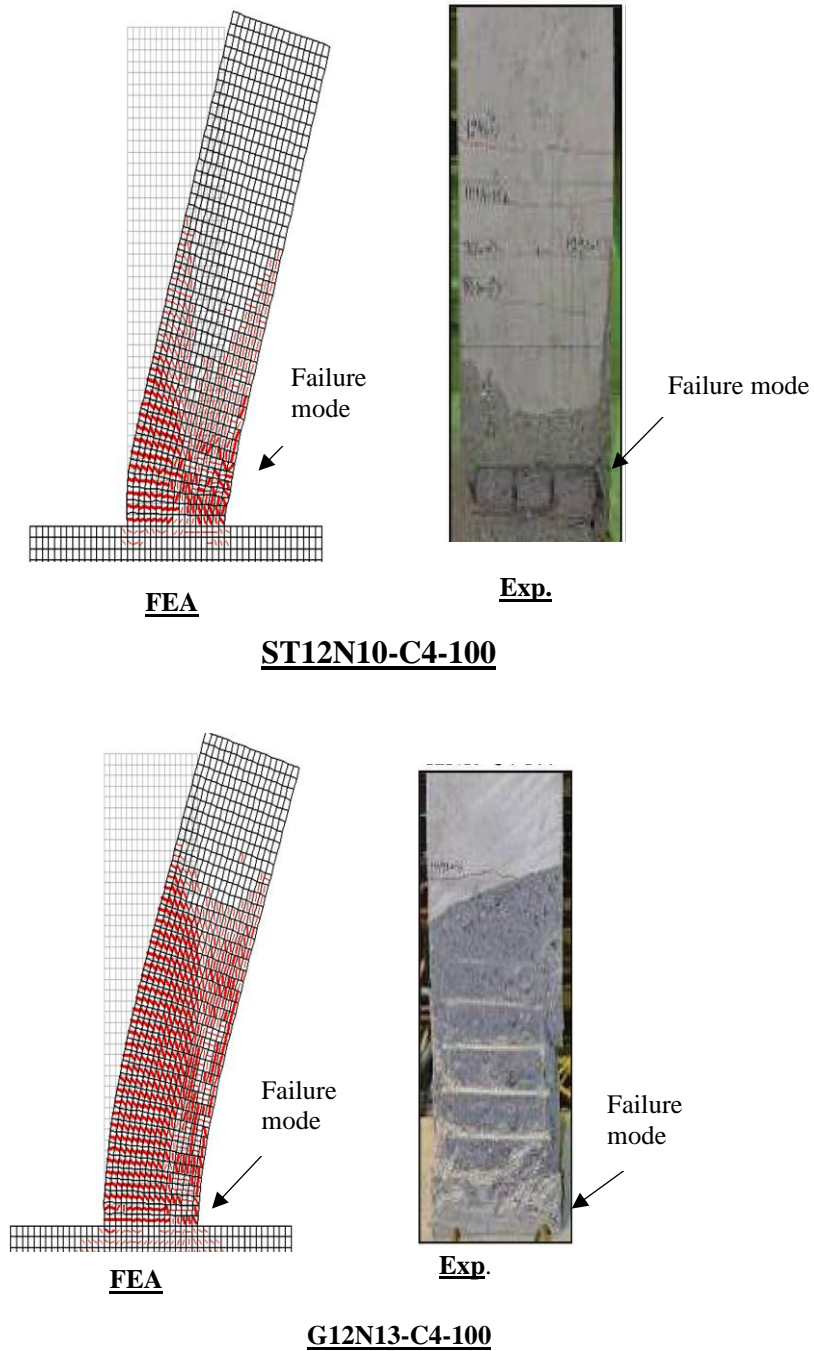 Failure
mode
Failure mode
FEA
Exp.
ST12N10-C4-100
Failure
mode
Failure
mode
FEA
Exp.
G12N13-C4-100